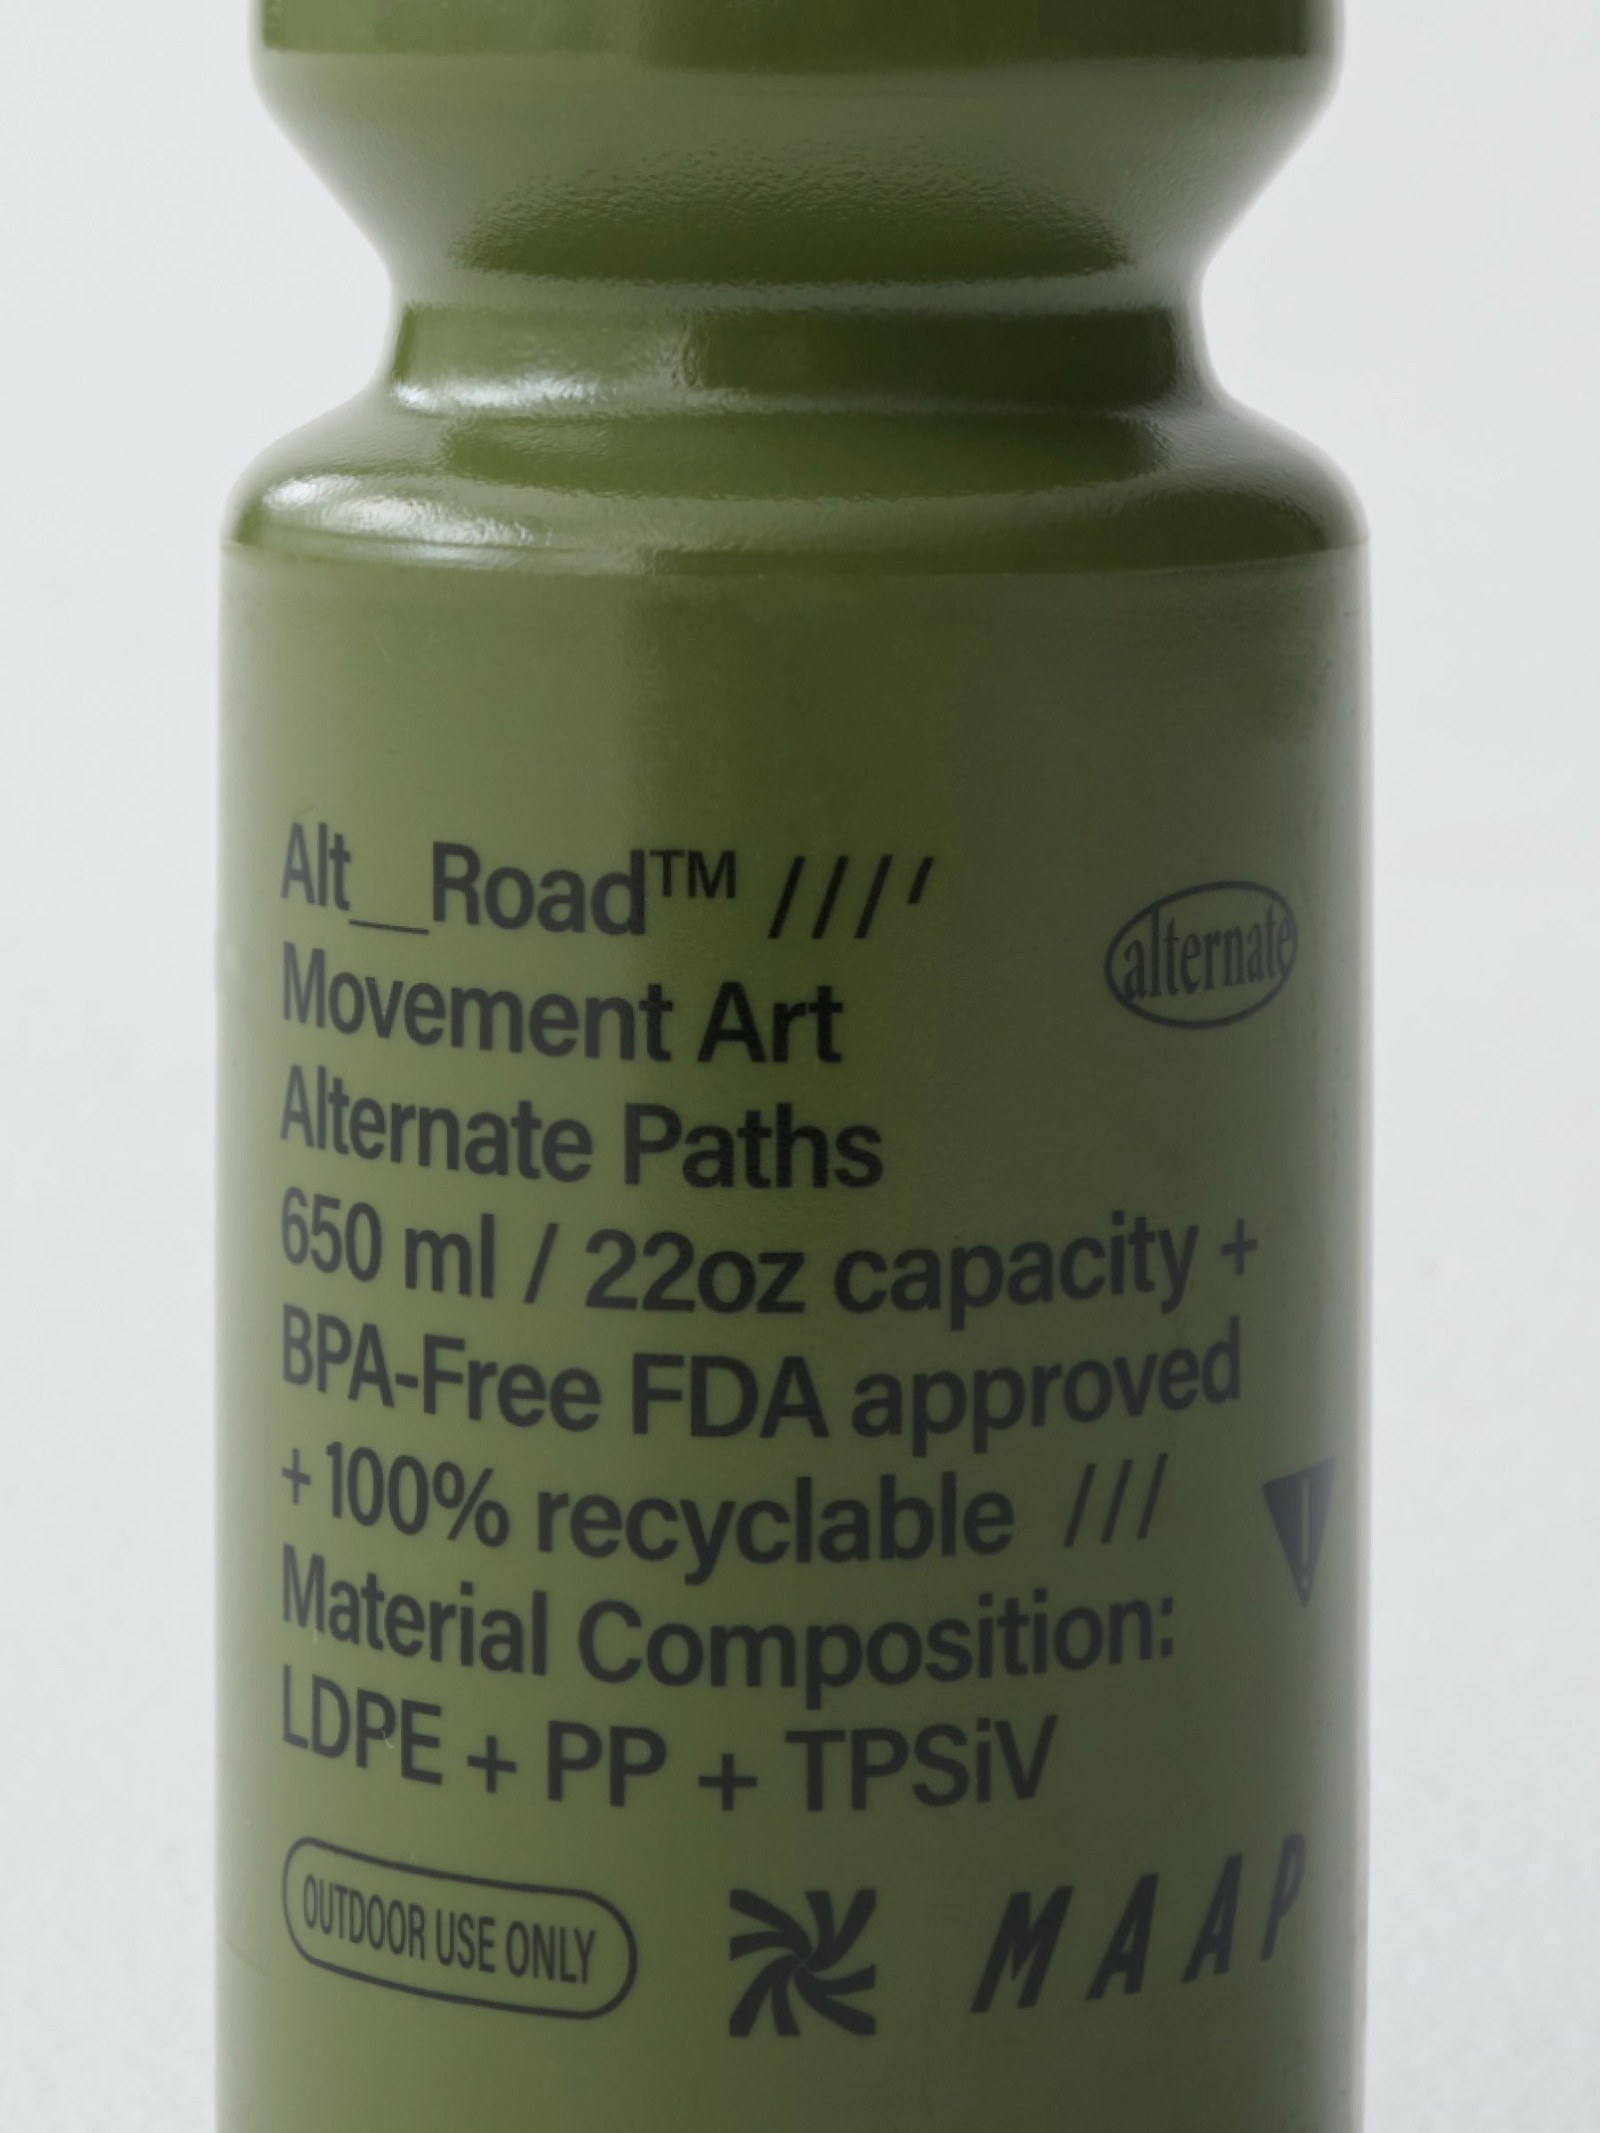 Alt__Road™ ////
alternate
Movement Art
Alternate Paths
650 ml / 22oz capacity +
BPA-Free FDA approved
+ 100% recyclable ///
!
Material Composition:
LDPE + PP + TPSiV
OUTDOOR USE ONLY
MAAP